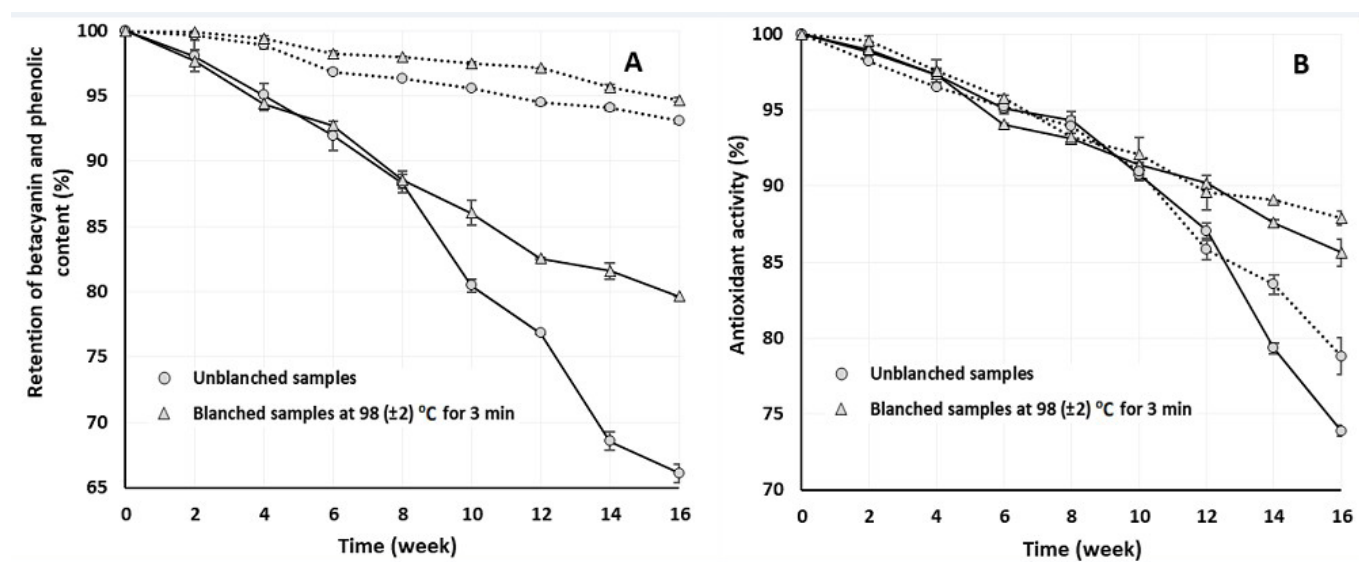 Retention of betacyanin and phenolic
content (%)
100
95
90
85
80
75
70
65
A
Unblanched samples
Blanched samples at 98 (±2) ºC for 3 min
0 2 4 6 8 10 12 14 16
Time (week)
Antioxidant activity (%)
100
95
90
85
80
75
70
B
Unblanched samples
Blanched samples at 98 (±2) ºC for 3 min
0 2 4 6 8 10 12 14 16
Time (week)